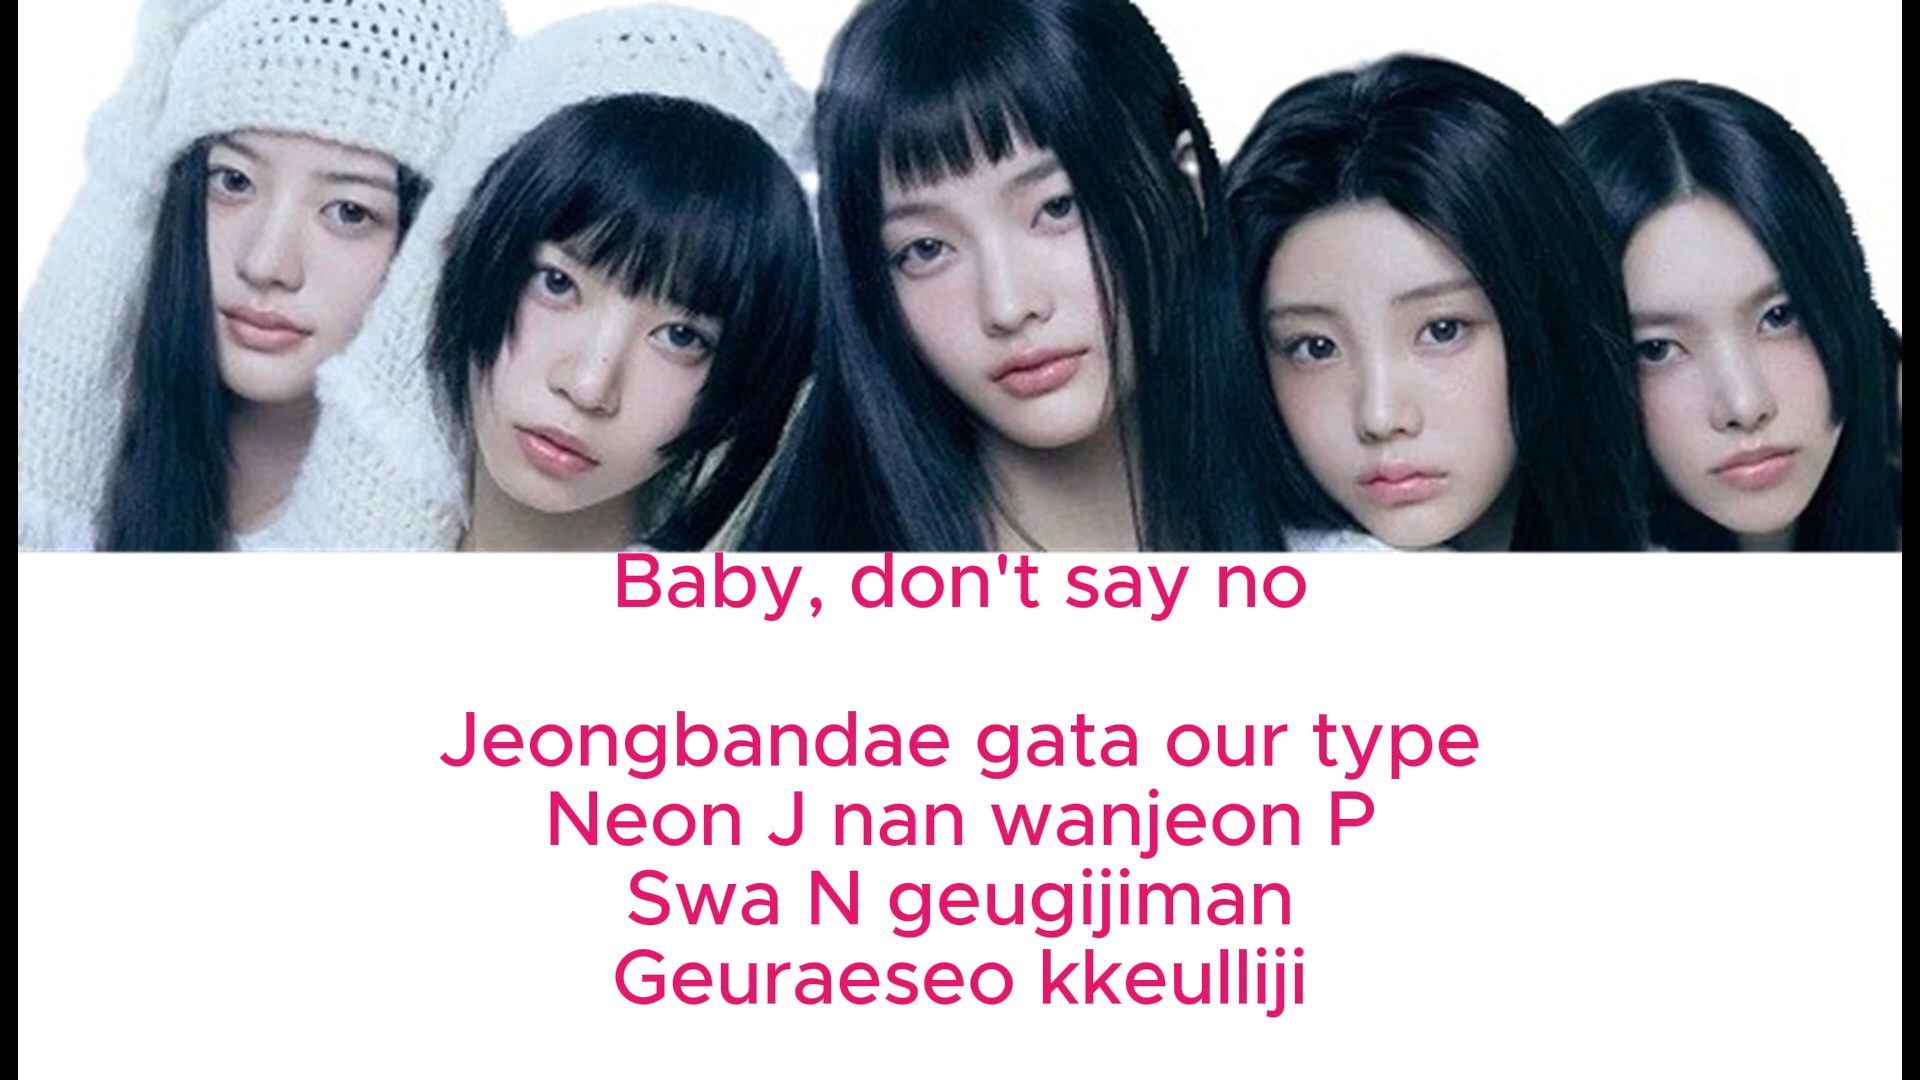 Baby, don't say no
Jeongbandae gata our type
Neon J nan wanjeon P
Swa N geugijiman
Geuraeseo kkeulliji